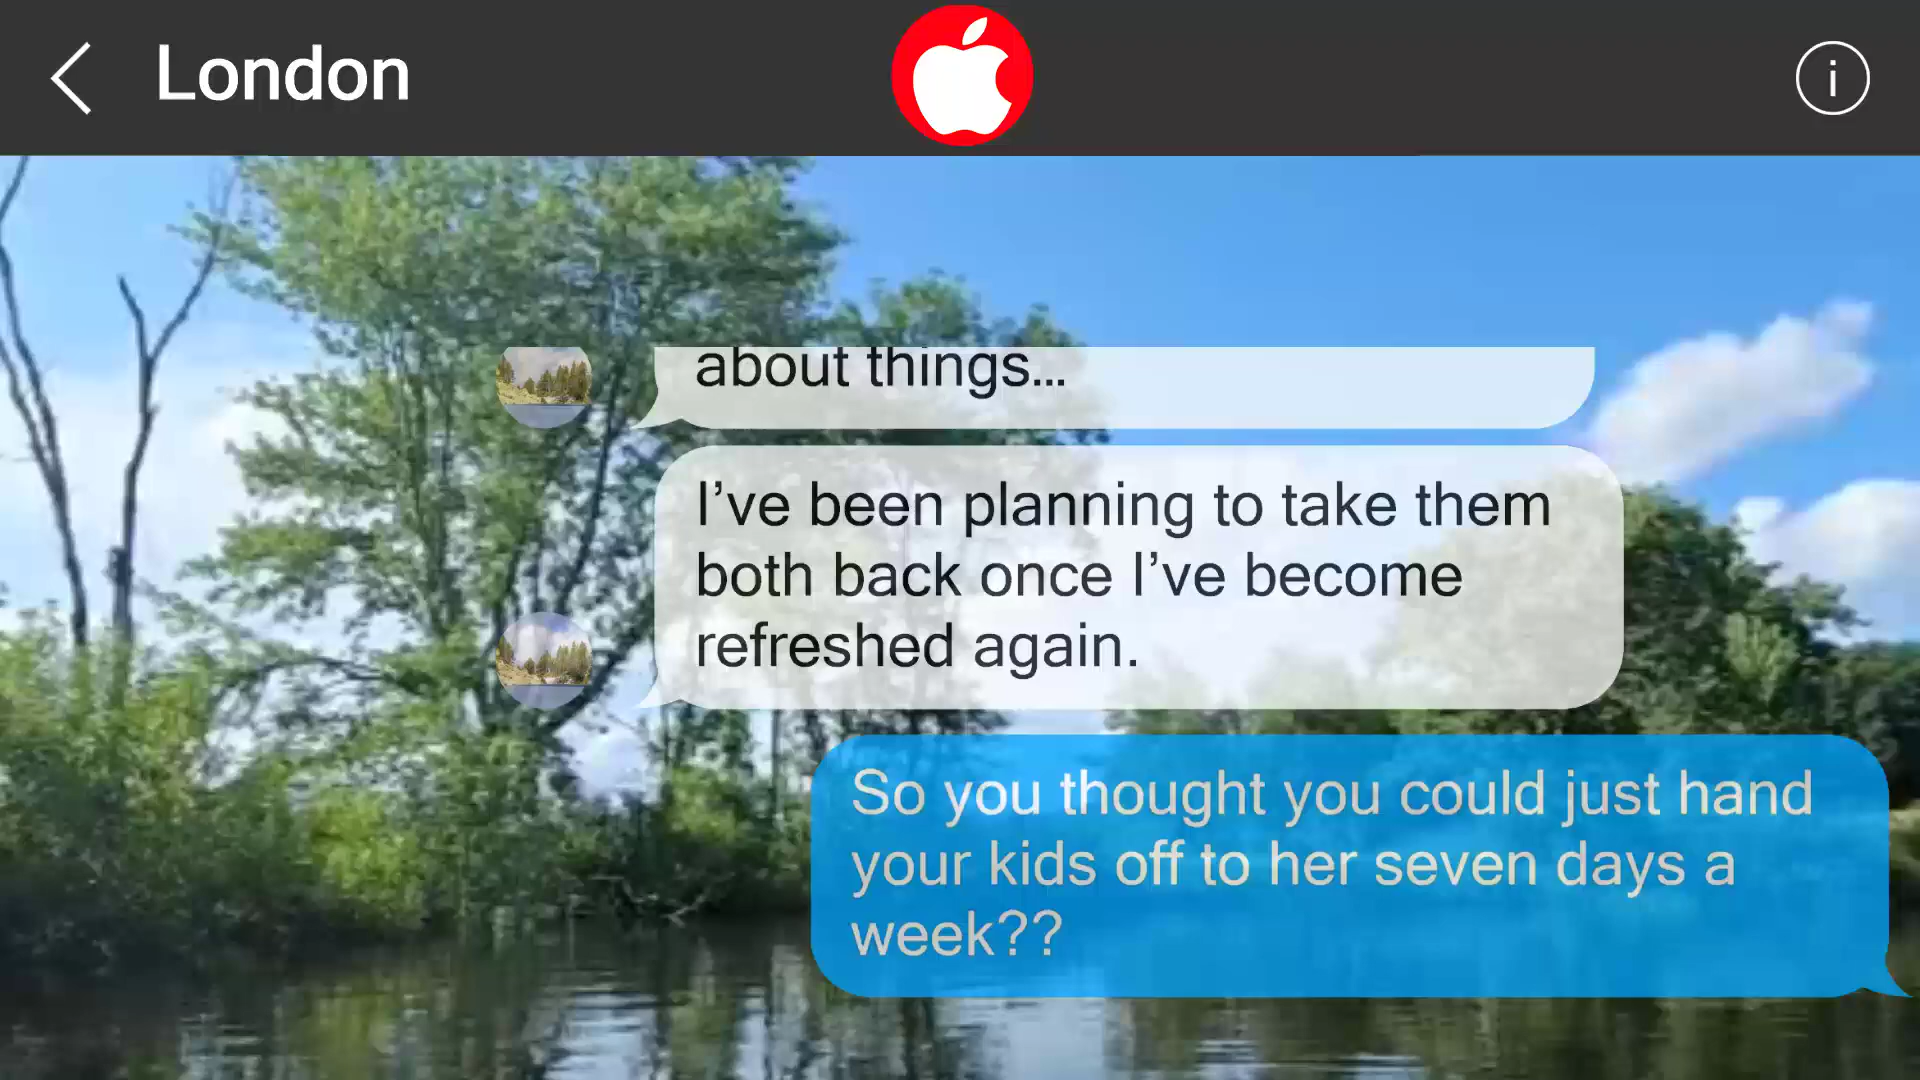 London
i
about things...
I’ve been planning to take them
both back once I’ve become
refreshed again.
So you thought you could just hand
your kids off to her seven days a
week??